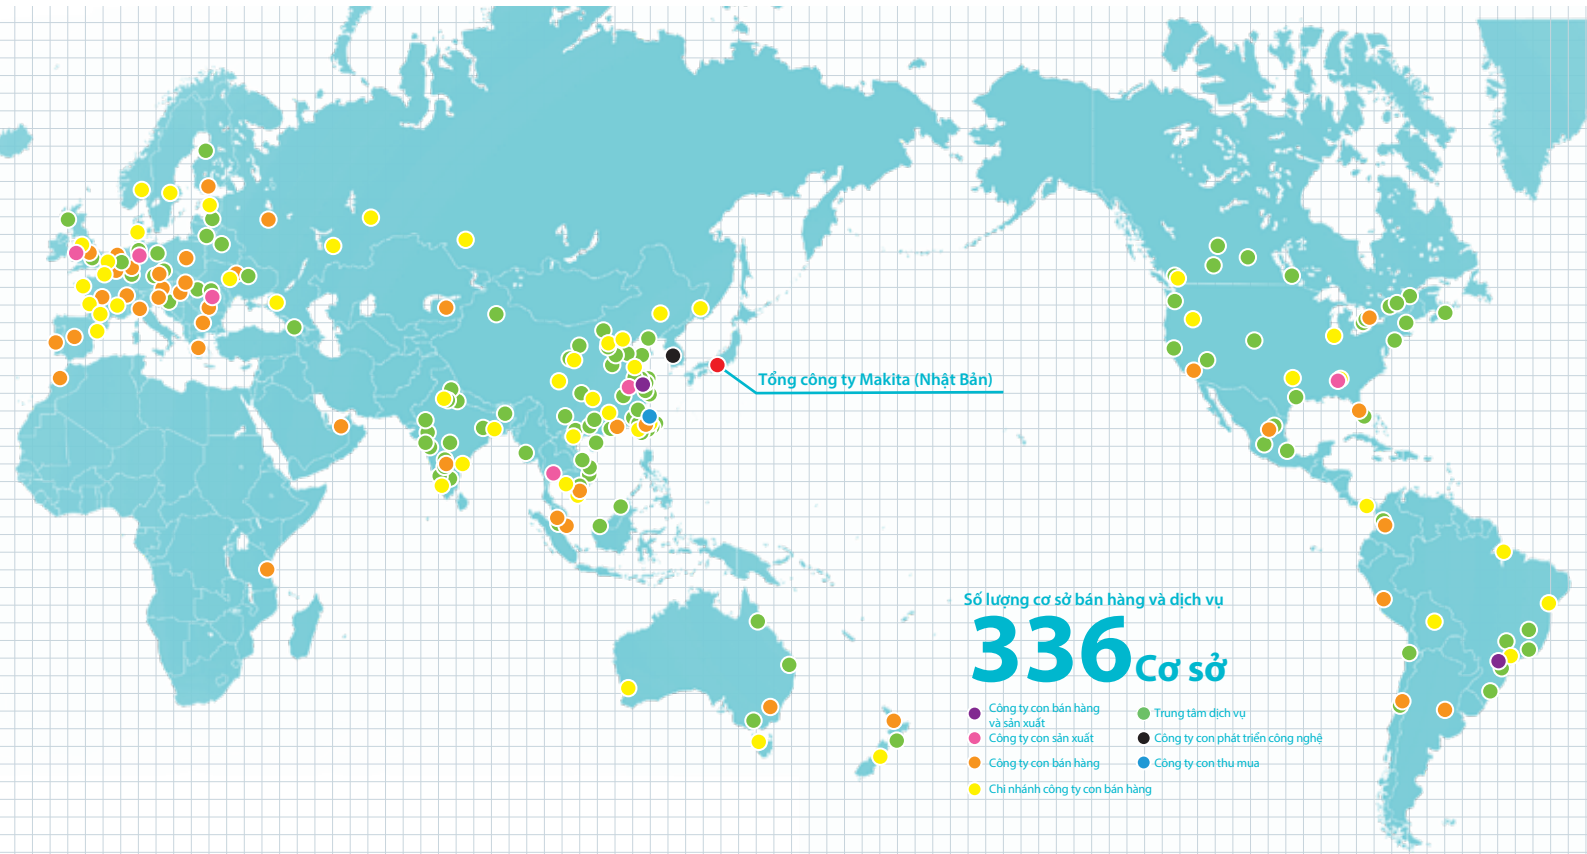 Tổng công ty Makita (Nhật Bản)
Số lượng cơ sở bán hàng và dịch vụ
336 Cơ sở
Công ty con bán hàng
và sản xuất
Công ty con sản xuất
Công ty con bán hàng
Chi nhánh công ty con bán hàng
Trung tâm dịch vụ
Công ty con phát triển công nghệ
Công ty con thu mua